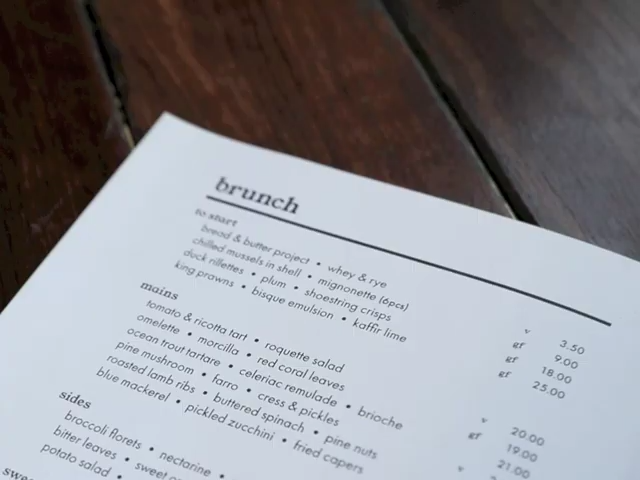 brunch
to start
bread & butter project • whey & rye v 3.50
chilled mussels in shell • mignonette (6pcs) gf 9.00
duck rillettes • plum • shoestring crisps gf 18.00
king prawns • bisque emulsion • kaffir lime gf 25.00
mains
tomato & ricotta tart • roquette salad v 20.00
omelette • morcilla • red coral leaves gf 19.00
ocean trout tartare • celeriac remulade • brioche 21.00
pine mushroom • farro • cress & pickles v
roasted lamb ribs • buttered spinach • pine nuts
blue mackerel • pickled zucchini • fried capers
sides
broccoli florets • nectarine •
bitter leaves • sweet
potato salad •